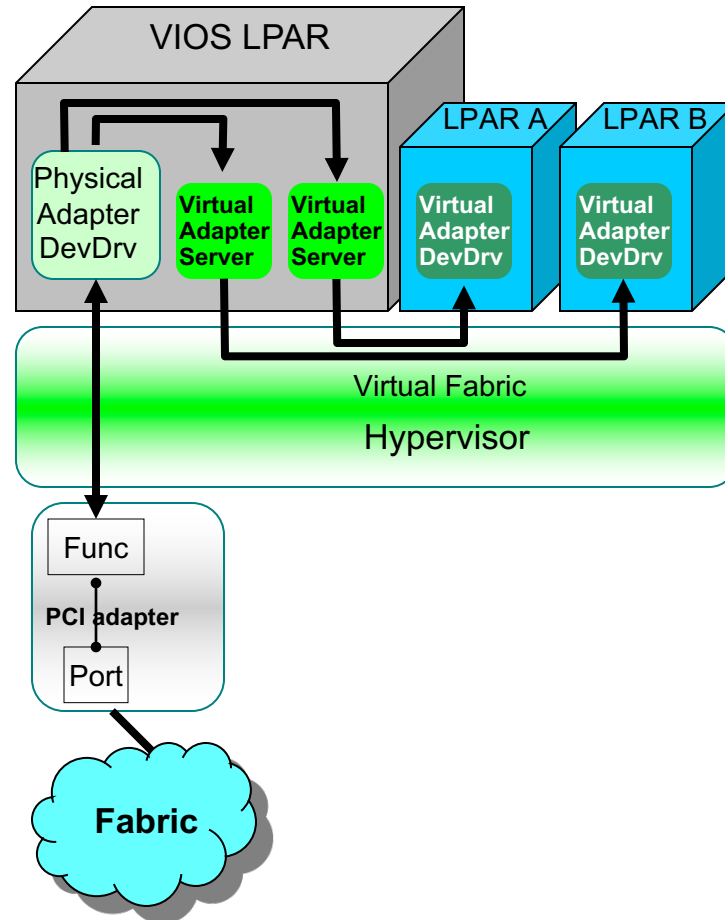 VIOS LPAR
LPAR A
LPAR B
Physical
Adapter
DevDrv
Virtual
Adapter
Server
Virtual
Adapter
Server
Virtual
Adapter
DevDrv
Virtual
Adapter
DevDrv
Virtual Fabric
Hypervisor
Func
PCI adapter
Port
Fabric